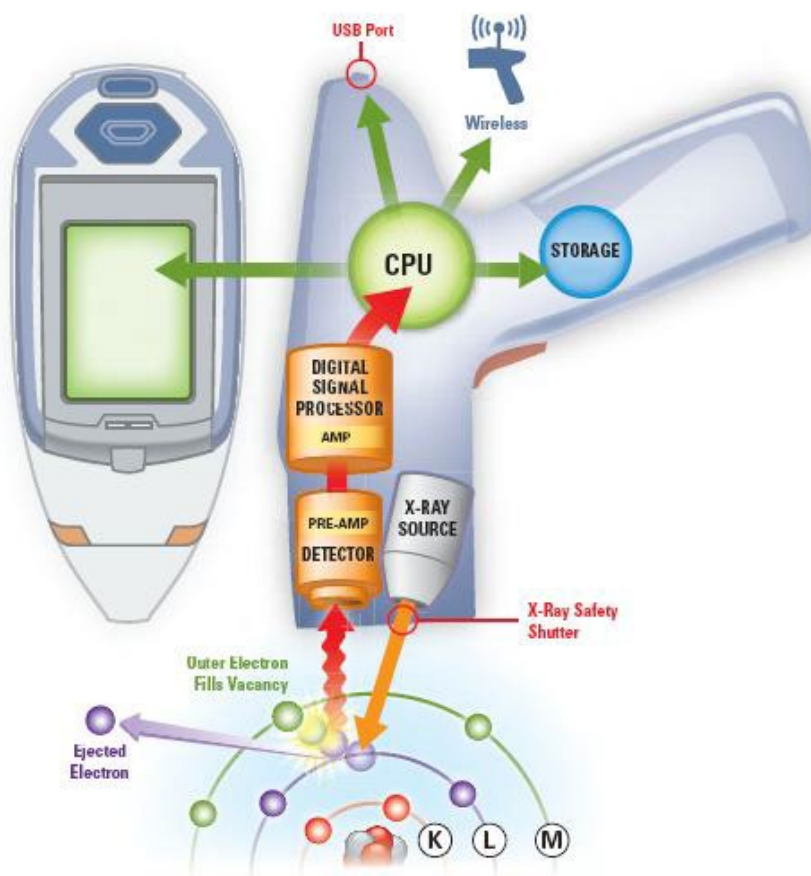 USB Port
Wireless
CPU
STORAGE
DIGITAL
SIGNAL
PROCESSOR
AMP
PRE-AMP
DETECTOR
X-RAY
SOURCE
X-Ray Safety
Shutter
Outer Electron
Fills Vacancy
Ejected
Electron
K
L
M